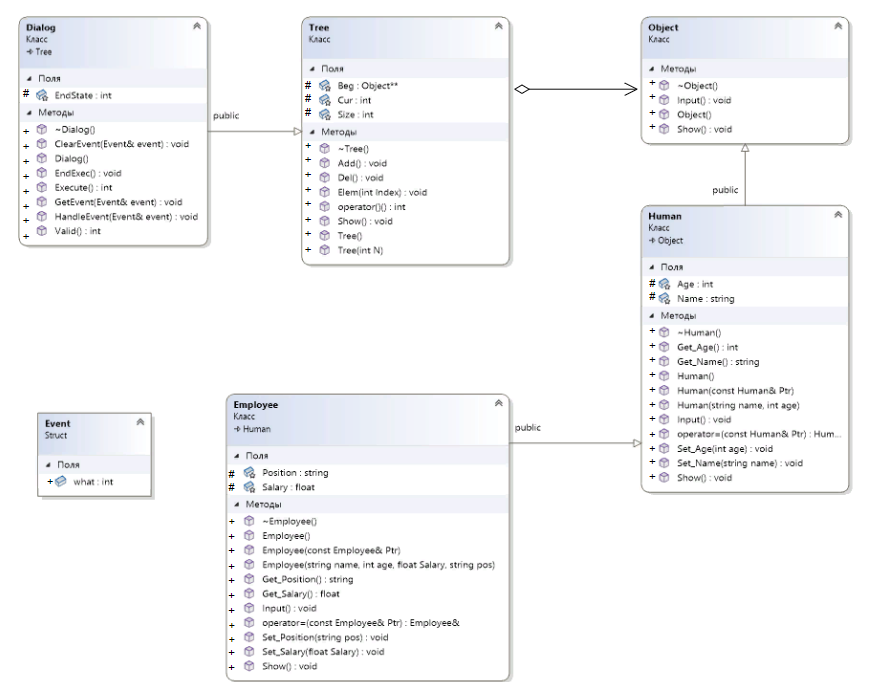 Dialog
Класс
→ Tree
Поля
# EndState : int
Методы
+ ~Dialog()
+ ClearEvent(Event& event) : void
+ Dialog()
+ EndExec() : void
+ Execute() : int
+ GetEvent(Event& event) : void
+ HandleEvent(Event& event) : void
+ Valid() : int
public
Tree
Класс
Поля
# Beg : Object**
# Cur : int
# Size : int
Методы
+ ~Tree()
+ Add() : void
+ Del() : void
+ Elem(int Index) : void
+ operator()() : int
+ Show() : void
+ Tree()
+ Tree(int N)
Object
Класс
Методы
+ ~Object()
+ Input() : void
+ Object()
+ Show() : void
public
Human
Класс
→ Object
Поля
# Age : int
# Name : string
Методы
+ ~Human()
+ Get_Age() : int
+ Get_Name() : string
+ Human()
+ Human(const Human& Ptr)
+ Human(string name, int age)
+ Input() : void
+ operator=(const Human& Ptr) : Hum...
+ Set_Age(int age) : void
+ Set_Name(string name) : void
+ Show() : void
Event
Struct
Поля
+ what : int
Employee
Класс
→ Human
Поля
# Position : string
# Salary : float
Методы
+ ~Employee()
+ Employee()
+ Employee(const Employee& Ptr)
+ Employee(string name, int age, float Salary, string pos)
+ Get_Position() : string
+ Get_Salary() : float
+ Input() : void
+ operator=(const Employee& Ptr) : Employee&
+ Set_Position(string pos) : void
+ Set_Salary(float Salary) : void
+ Show() : void
public